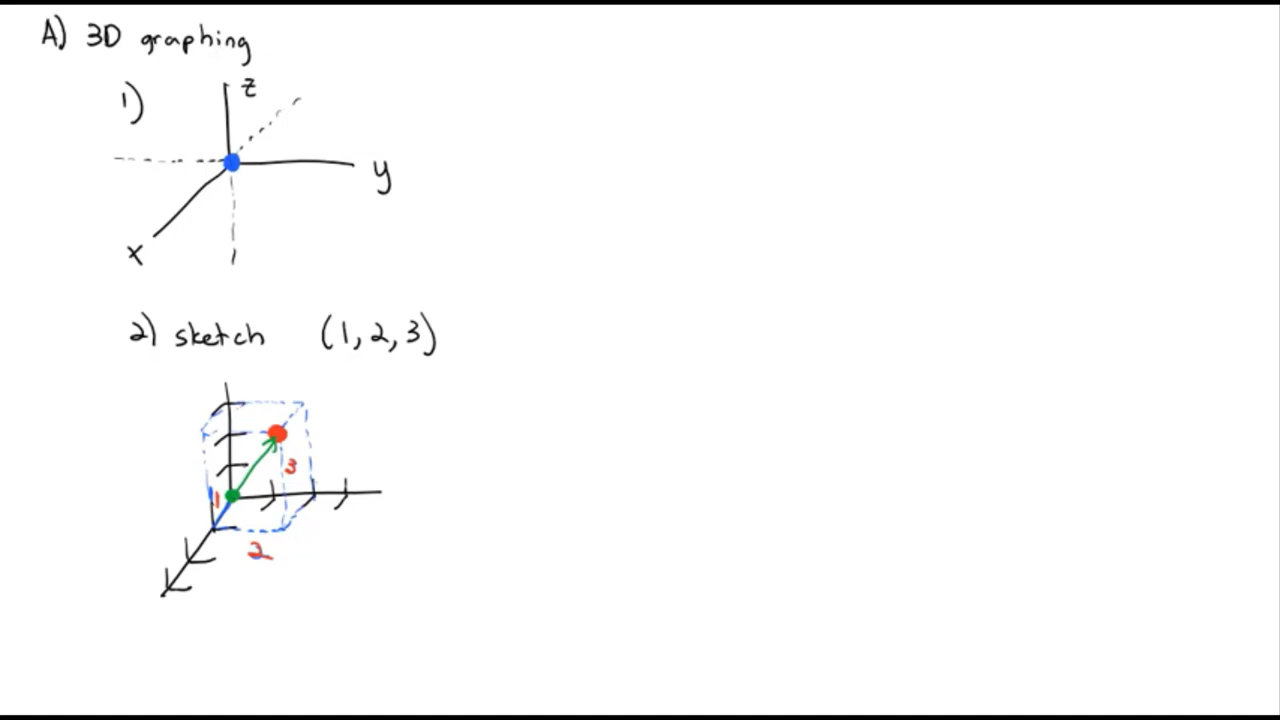 A) 3D graphing
1)
z
y
x
2) sketch (1, 2, 3)
3
1
2